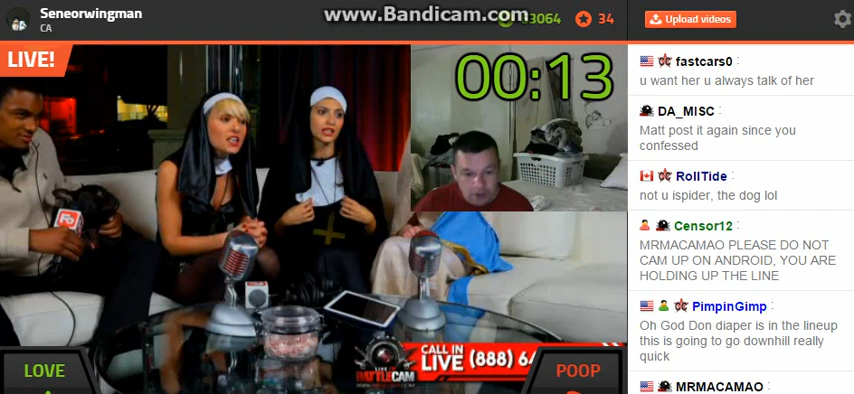 Seneorwingman
CA
www.Bandicam.com
3064
34
Upload videos
LIVE!
00:13
fastcars0 :
u want her u always talk of her
DA_MISC :
Matt post it again since you
confessed
RollTide :
not u ispider, the dog lol
Censor12 :
MRMACAMAO PLEASE DO NOT
CAM UP ON ANDROID, YOU ARE
HOLDING UP THE LINE
PimpinGimp :
Oh God Don diaper is in the lineup
this is going to go downhill really
quick
MRMACAMAO :
LOVE
LIVE
BATTLECAM
CALL IN
LIVE (888) 64
POOP